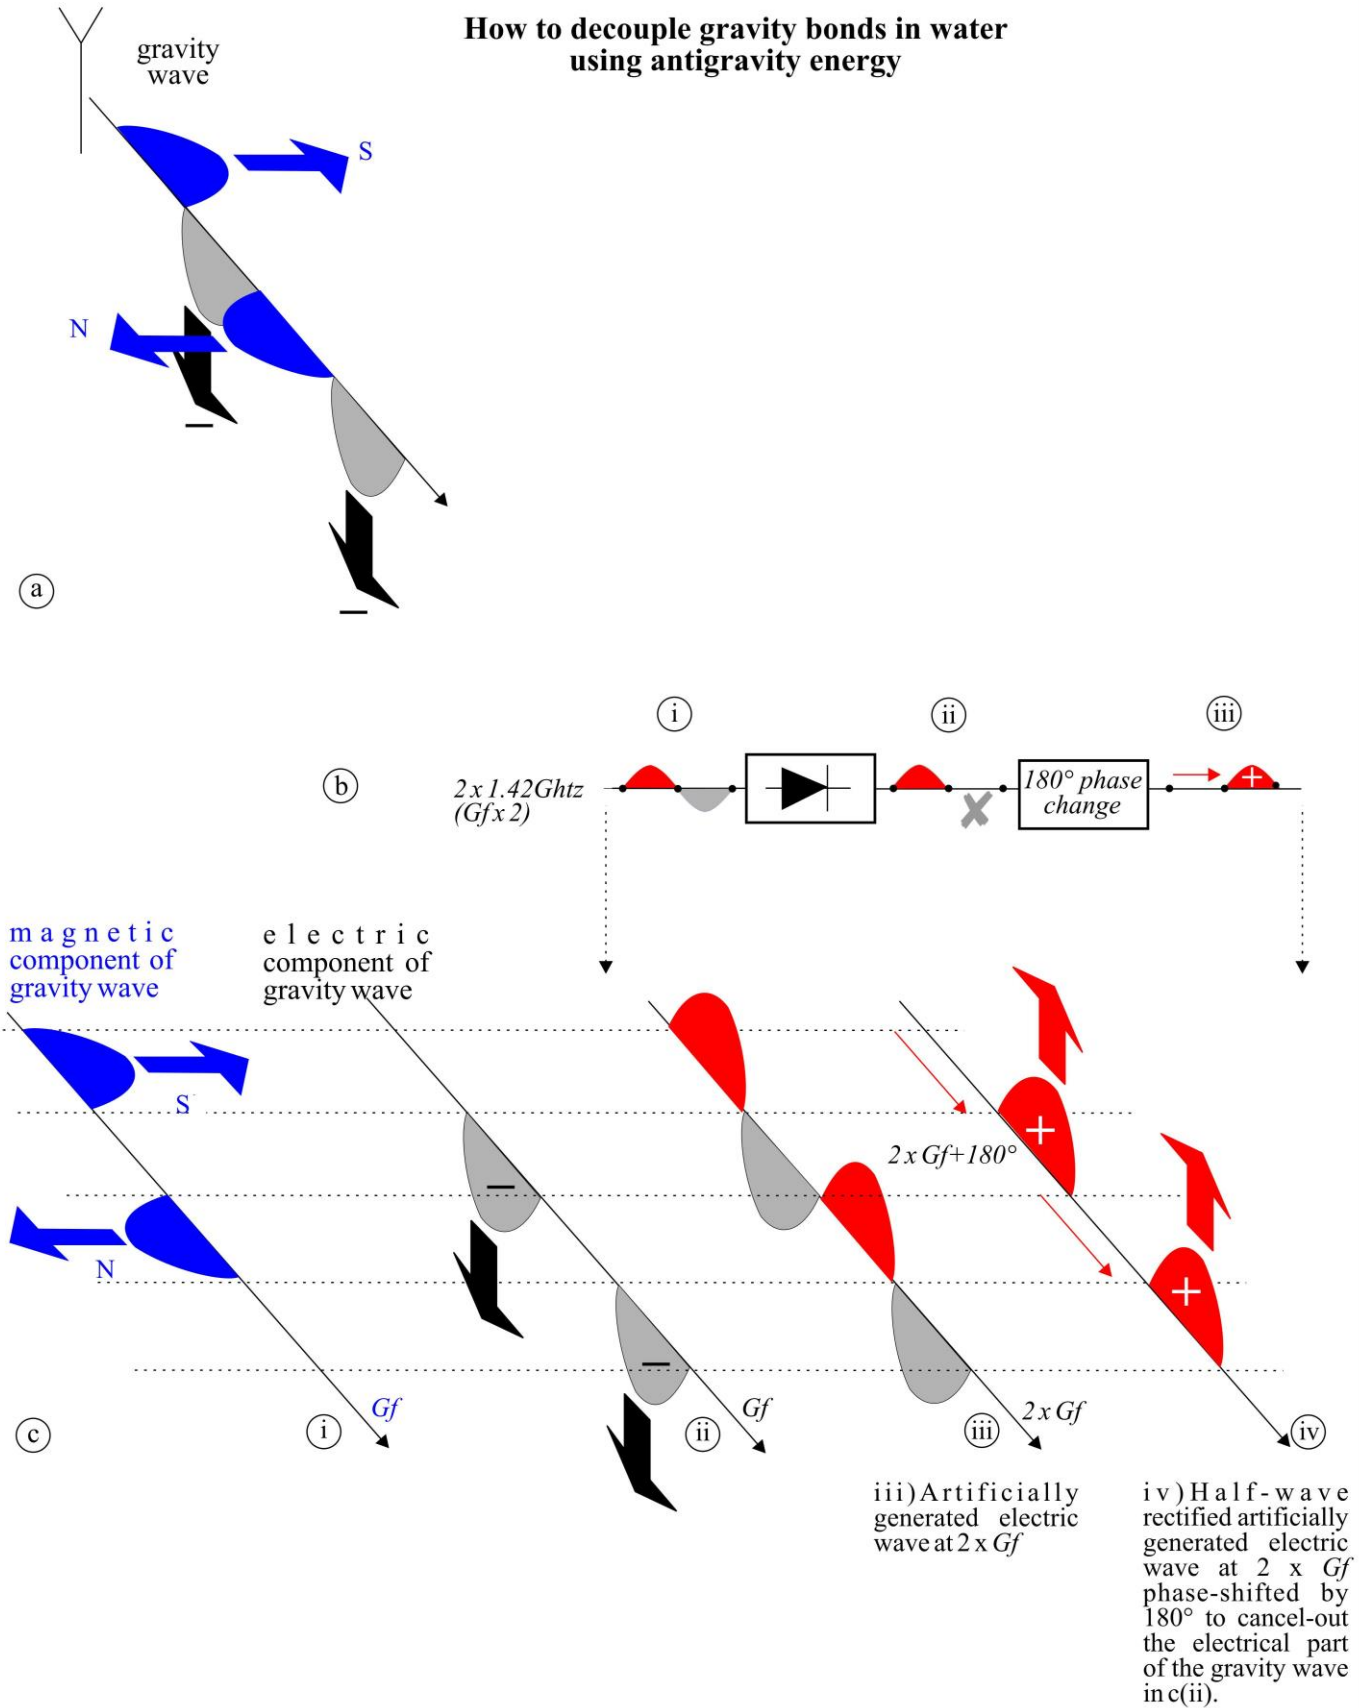 How to decouple gravity bonds in water
using antigravity energy
gravity
wave
S
N
–
–
a
i
ii
iii
b
2 x 1.42Ghtz
(Gf x 2)
180° phase
change
+
magnetic
component of
gravity wave
electric
component of
gravity wave
S
+
2 x Gf+180°
–
N
+
–
Gf
Gf
2 x Gf
c
i
ii
iii
iv
iii) Artificially
generated electric
wave at 2 x Gf
iv) Half-wave
rectified artificially
generated electric
wave at 2 x Gf
phase-shifted by
180° to cancel-out
the electrical part
of the gravity wave
in c(ii).